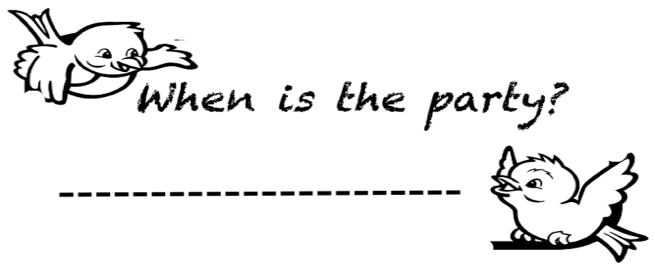 When is the party?